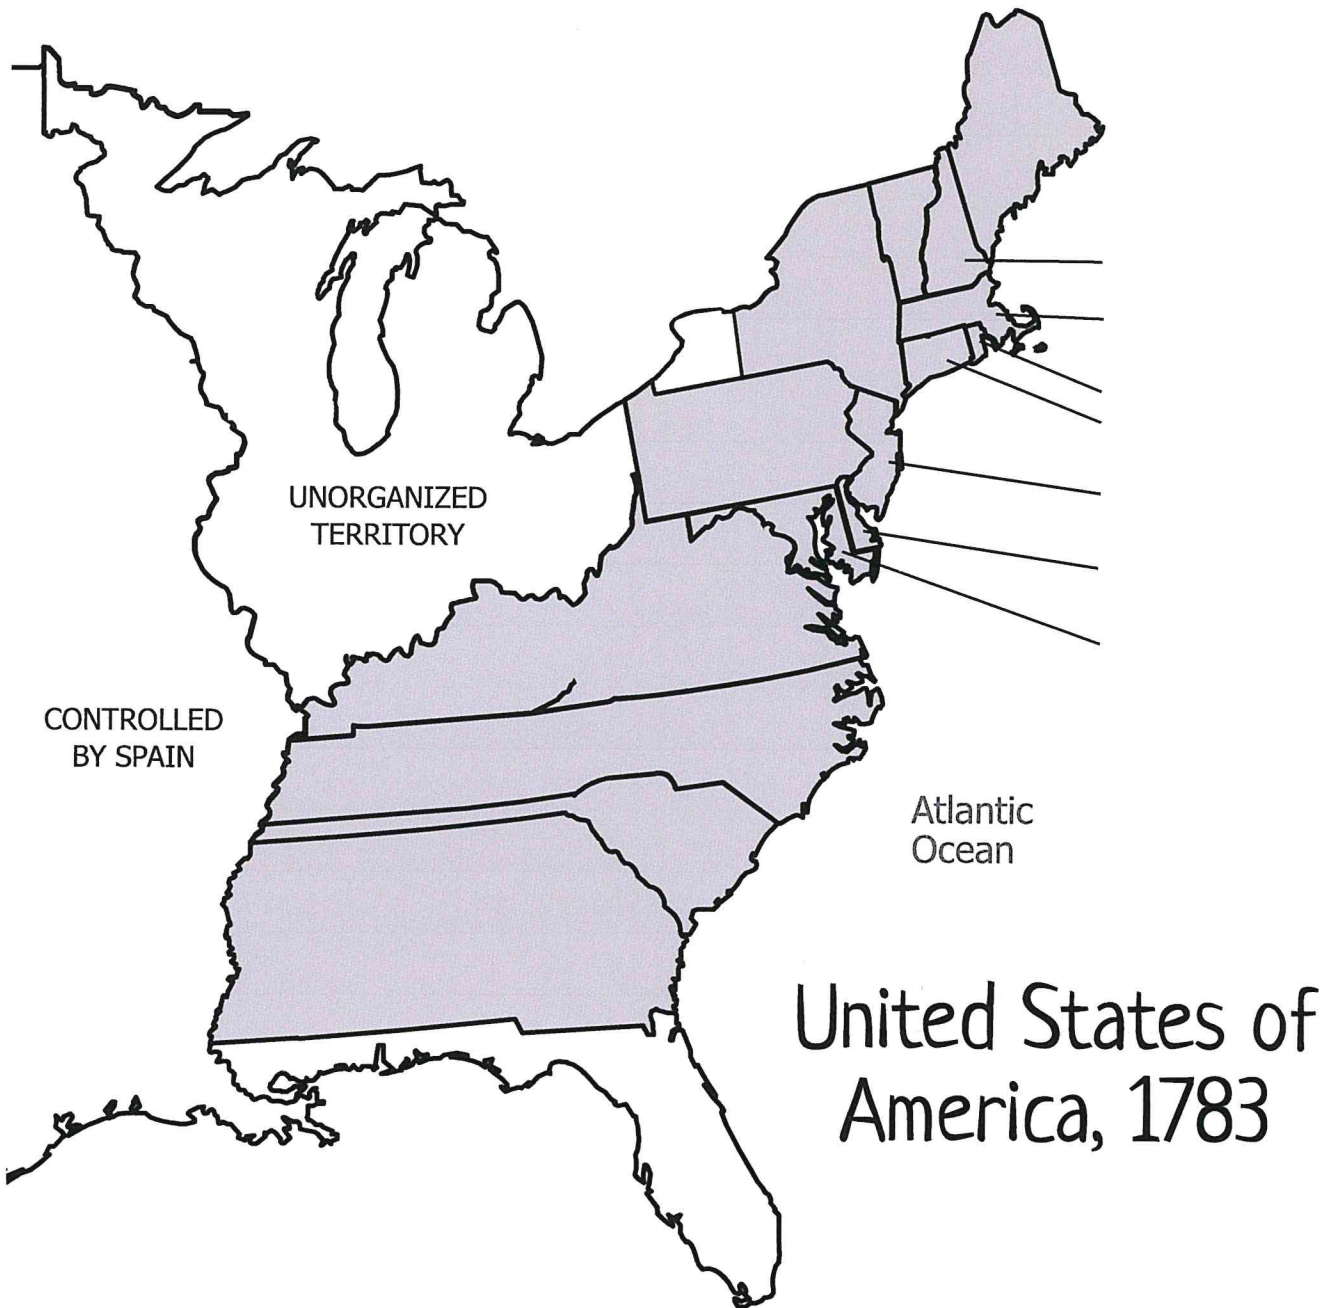 UNORGANIZED
TERRITORY
CONTROLLED
BY SPAIN
Atlantic
Ocean
United States of
America, 1783